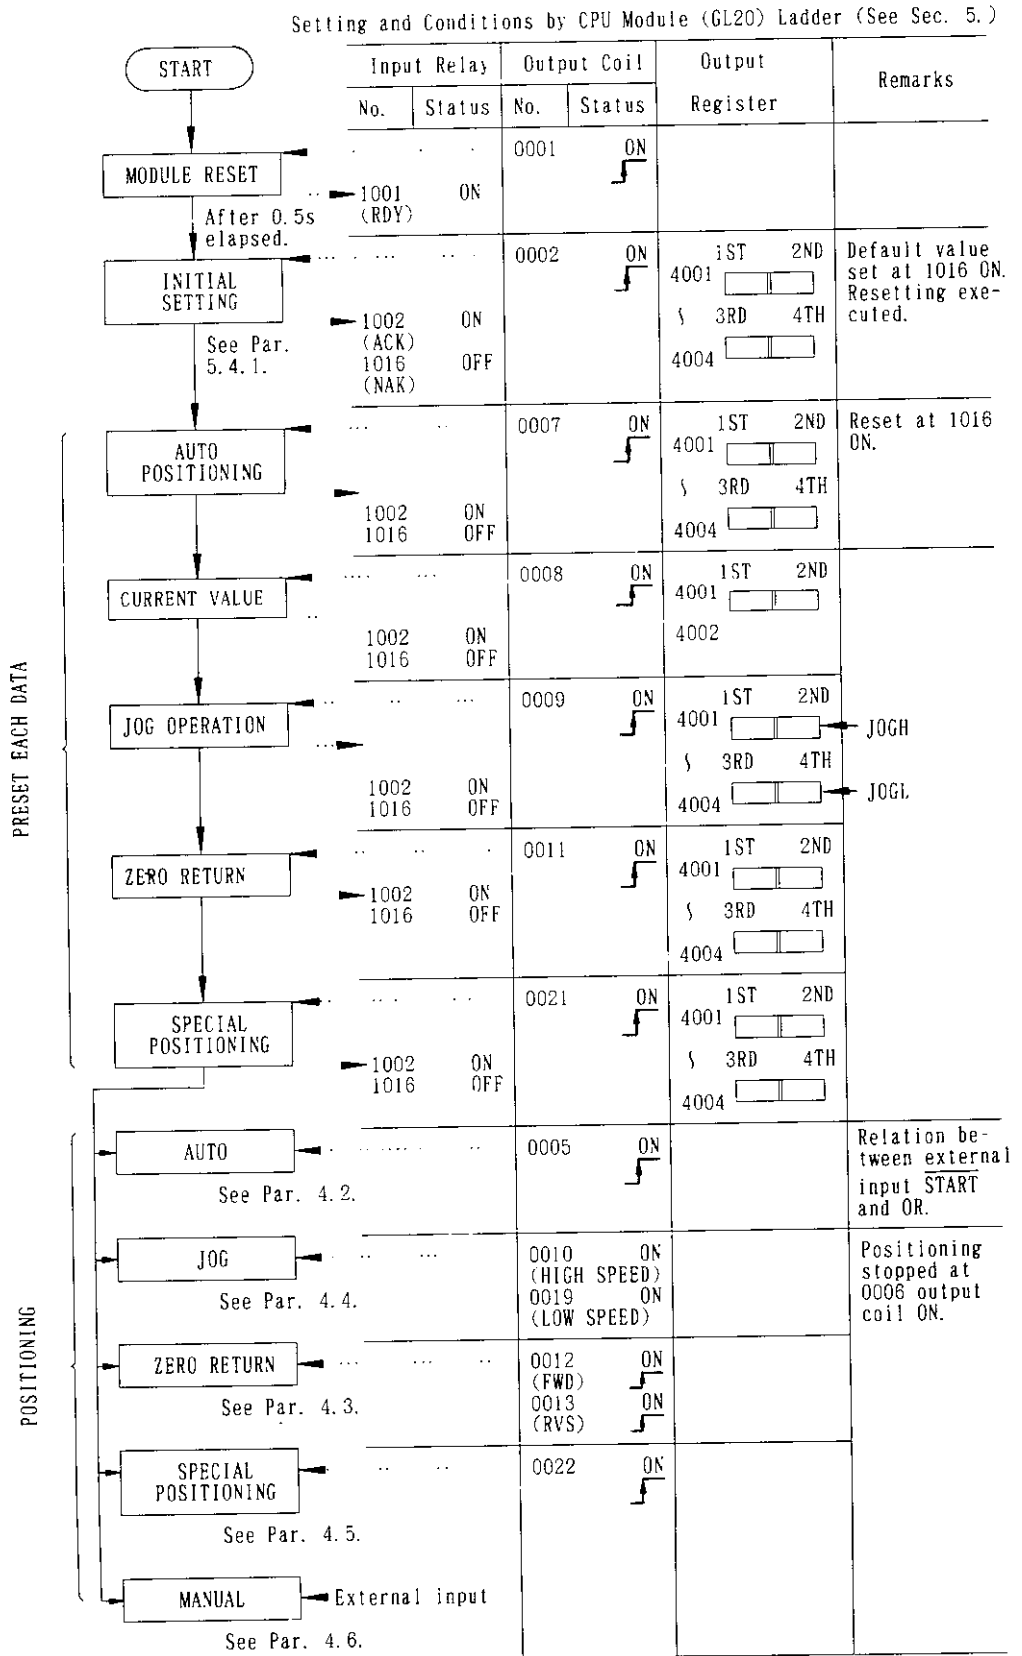 Setting and Conditions by CPU Module (GL20) Ladder (See Sec. 5.)
START
Input Relay
Output Coil
Output
Register
Remarks
No.
Status
No.
Status
MODULE RESET
0001 ON
1001 ON
(RDY)
After 0.5s
elapsed.
INITIAL
SETTING
0002 ON
1ST 2ND
4001
3RD 4TH
4004
Default value
set at 1016 ON.
Resetting exe-
cuted.
1002 ON
(ACK)
1016 OFF
(NAK)
See Par.
5.4.1.
PRESET EACH DATA
AUTO
POSITIONING
0007 ON
1ST 2ND
4001
3RD 4TH
4004
Reset at 1016
ON.
1002 ON
1016 OFF
CURRENT VALUE
0008 ON
1ST 2ND
4001
4002
1002 ON
1016 OFF
JOG OPERATION
0009 ON
1ST 2ND
4001
JOGH
3RD 4TH
4004
JOGL
1002 ON
1016 OFF
ZERO RETURN
0011 ON
1ST 2ND
4001
3RD 4TH
4004
1002 ON
1016 OFF
SPECIAL
POSITIONING
0021 ON
1ST 2ND
4001
3RD 4TH
4004
1002 ON
1016 OFF
POSITIONING
AUTO
See Par. 4.2.
0005 ON
Relation be-
tween external
input START
and OR.
JOG
See Par. 4.4.
0010 ON
(HIGH SPEED)
0019 ON
(LOW SPEED)
Positioning
stopped at
0006 output
coil ON.
ZERO RETURN
See Par. 4.3.
0012 ON
(FWD)
0013 ON
(RVS)
SPECIAL
POSITIONING
See Par. 4.5.
0022 ON
MANUAL
External input
See Par. 4.6.